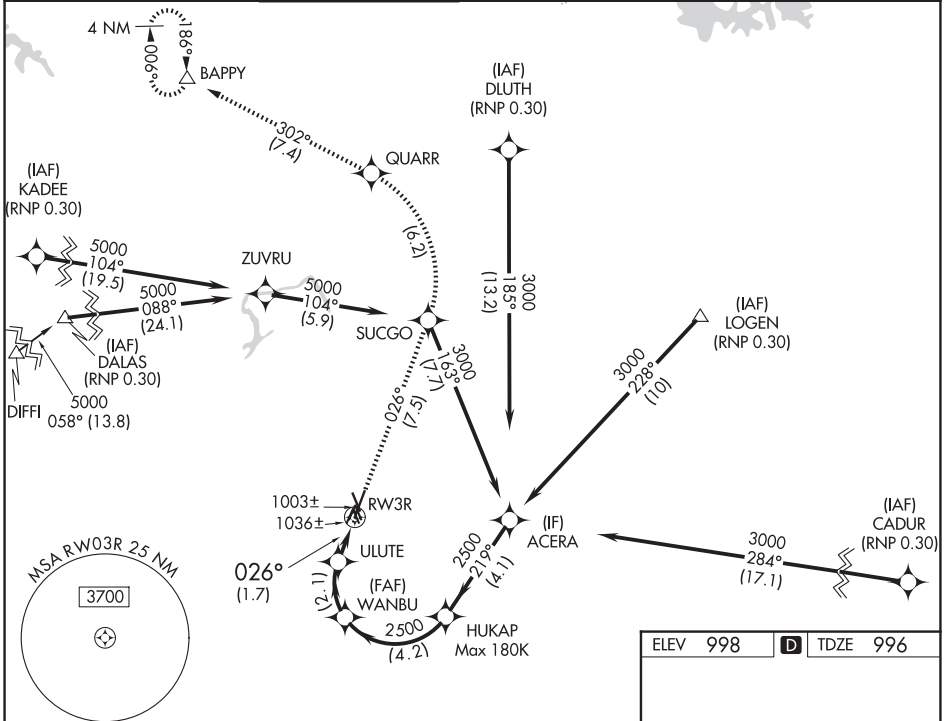 4 NM
186°
006°
BAPPY
302°
(7.4)
QUARR
(6.2)
(IAF)
DLUTH
(RNP 0.30)
3000
185°
(13.2)
(IAF)
KADEE
(RNP 0.30)
5000
104°
(19.5)
ZUVRU
5000
104°
(5.9)
SUCGO
5000
088°
(24.1)
(IAF)
DALAS
(RNP 0.30)
DIFFI
5000
058° (13.8)
3000
163°
(7.7)
(IAF)
LOGEN
(RNP 0.30)
3000
228°
(10)
026°
(7.5)
1003±
1036±
RW3R
(IF)
ACERA
(IAF)
CADUR
(RNP 0.30)
3000
284°
(17.1)
2500
219°
(4.1)
ULUTE
026°
(1.7)
(2.1)
(FAF)
WANBU
2500
(4.2)
HUKAP
Max 180K
MSA RW03R 25 NM
3700
ELEV 998 D TDZE 996